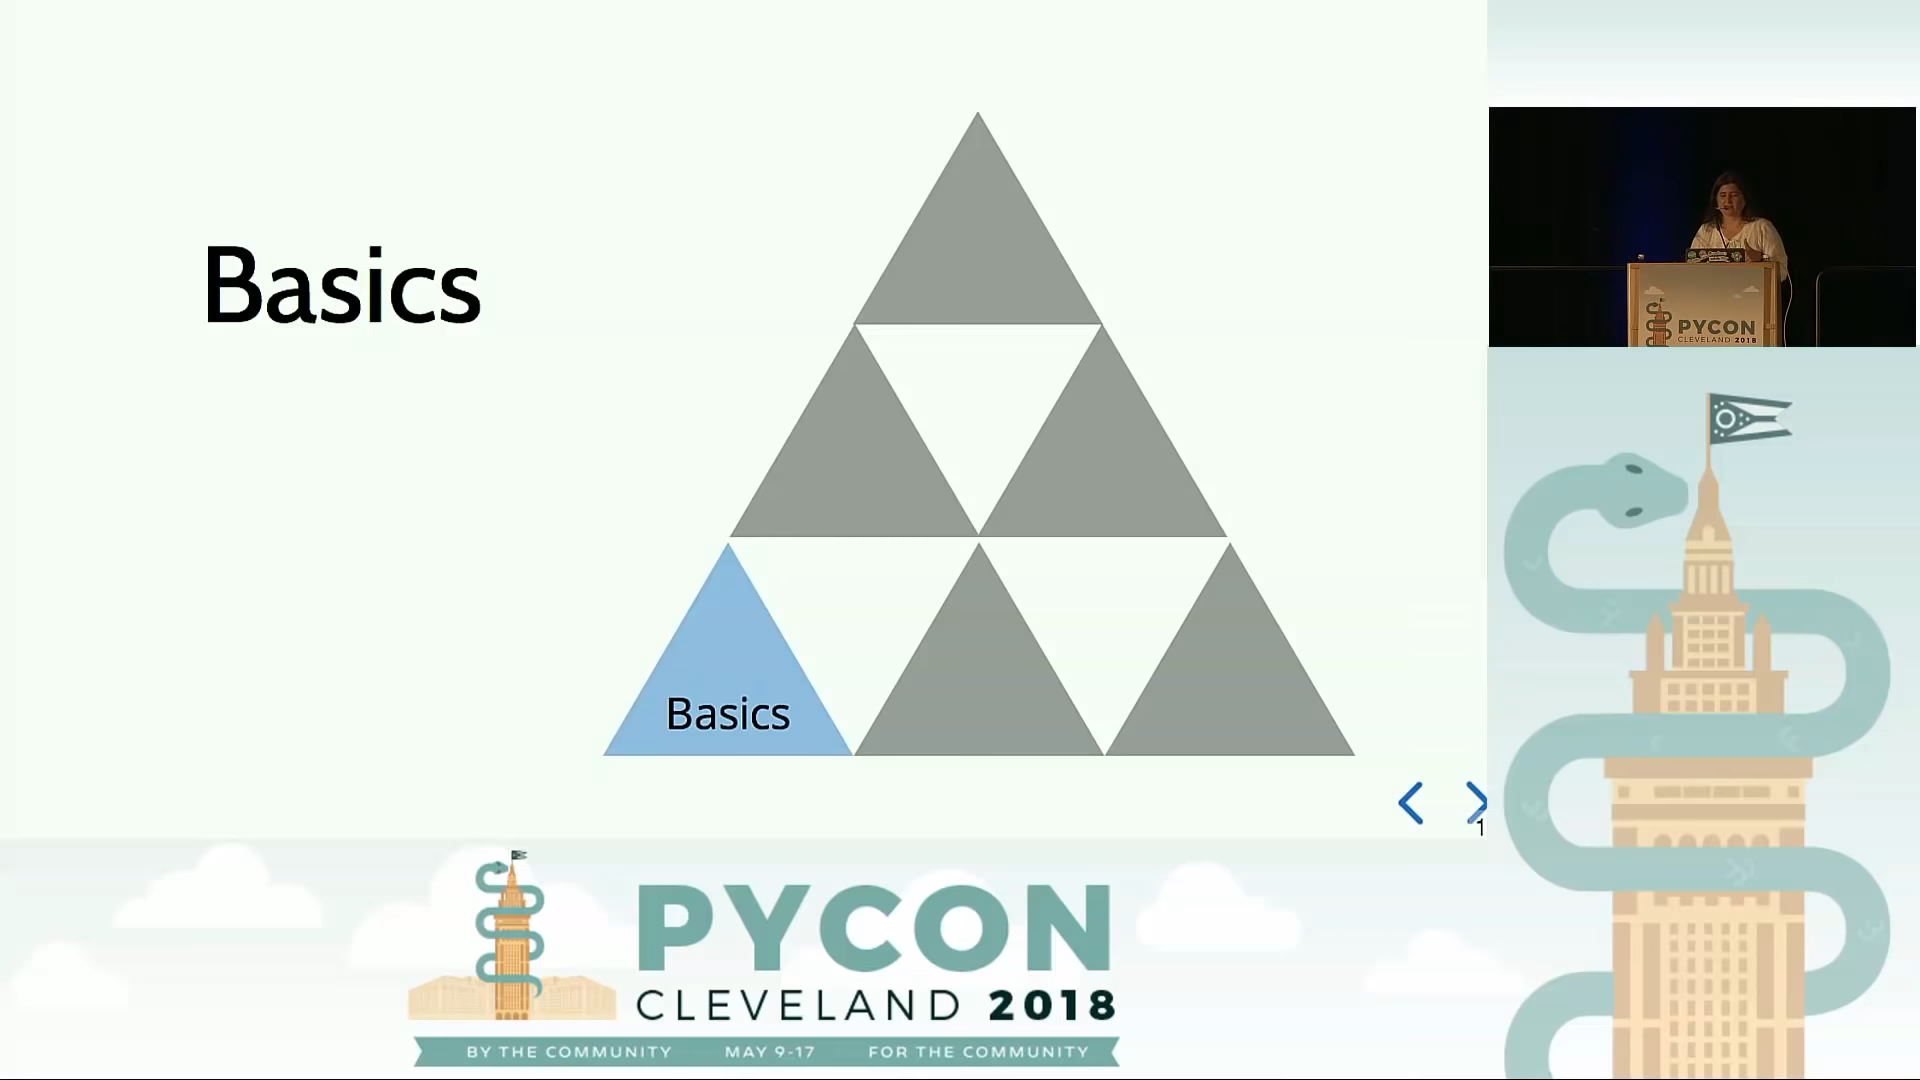 Basics
Basics
1
PYCON
CLEVELAND 2018
PYCON
CLEVELAND 2018
BY THE COMMUNITY MAY 9-17 FOR THE COMMUNITY